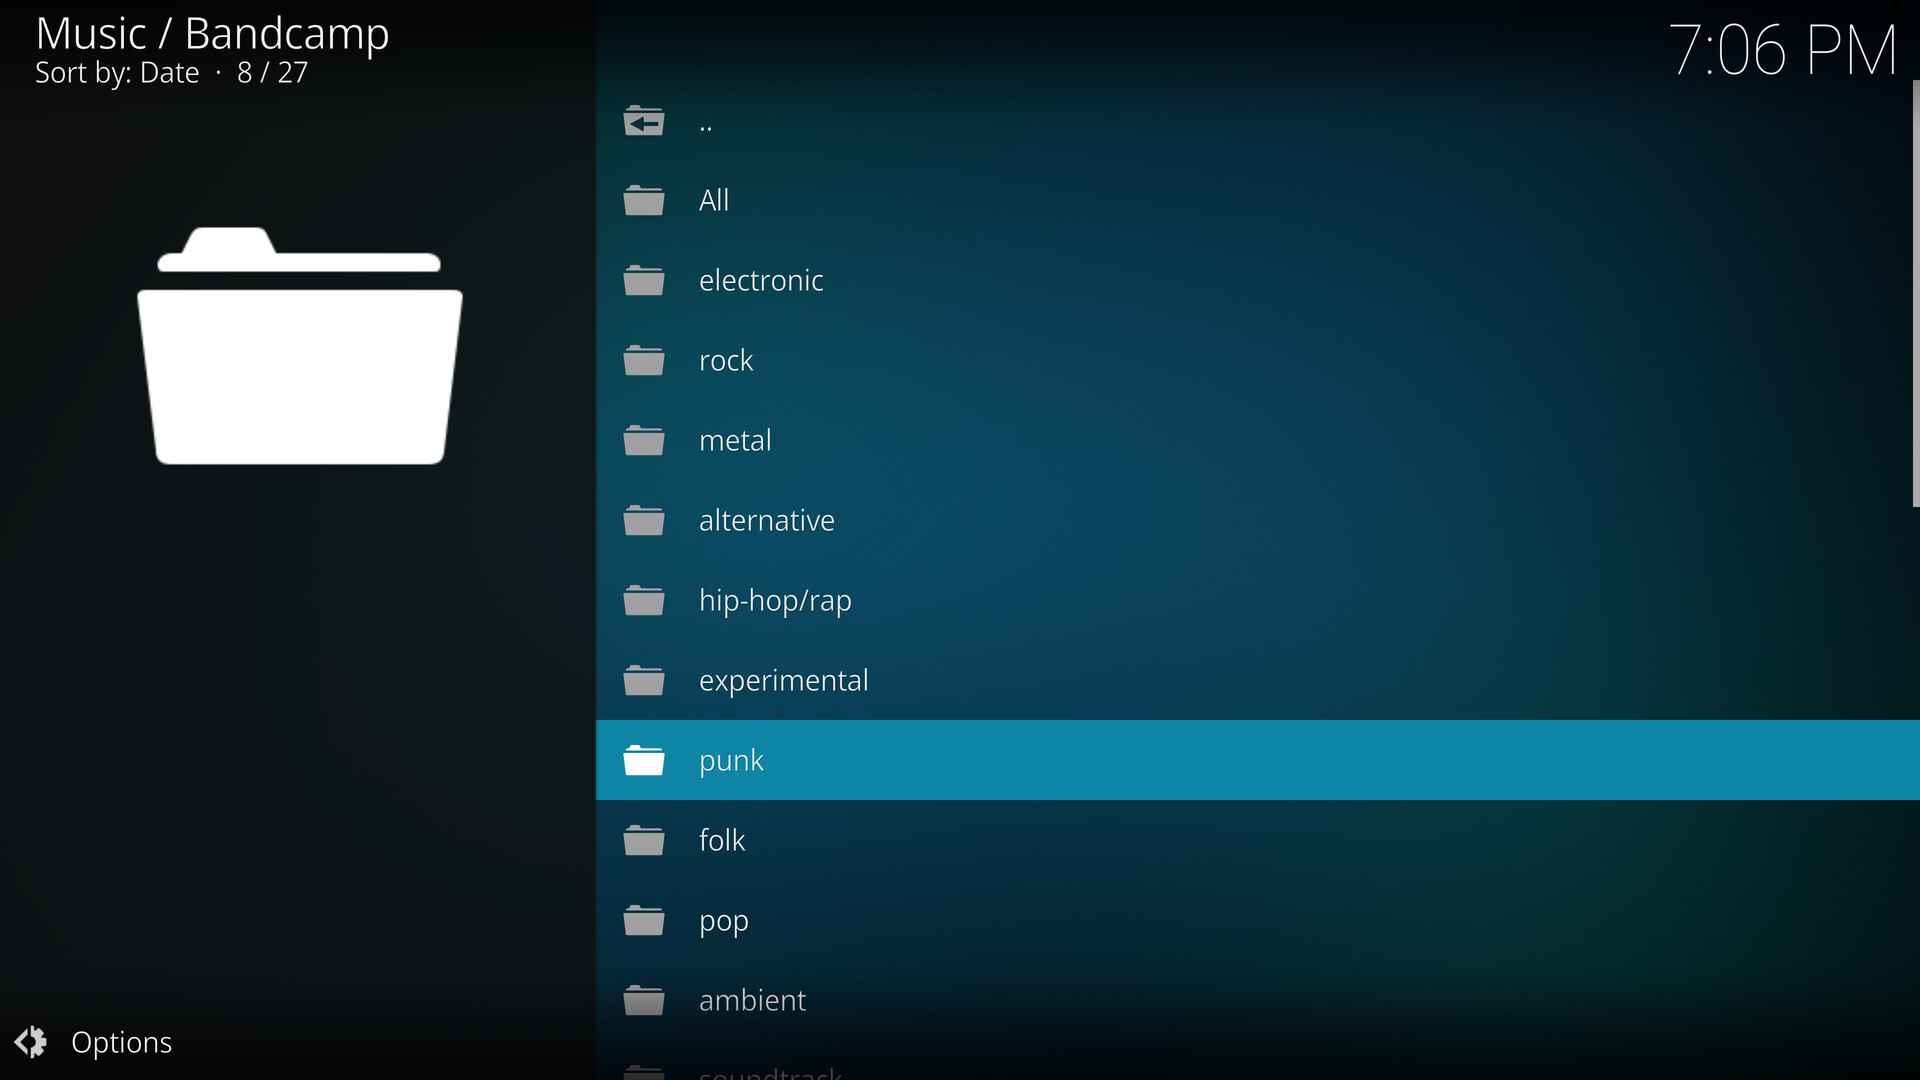 Music / Bandcamp
Sort by: Date · 8 / 27
7:06 PM
..
All
electronic
rock
metal
alternative
hip-hop/rap
experimental
punk
folk
pop
ambient
soundtrack
Options